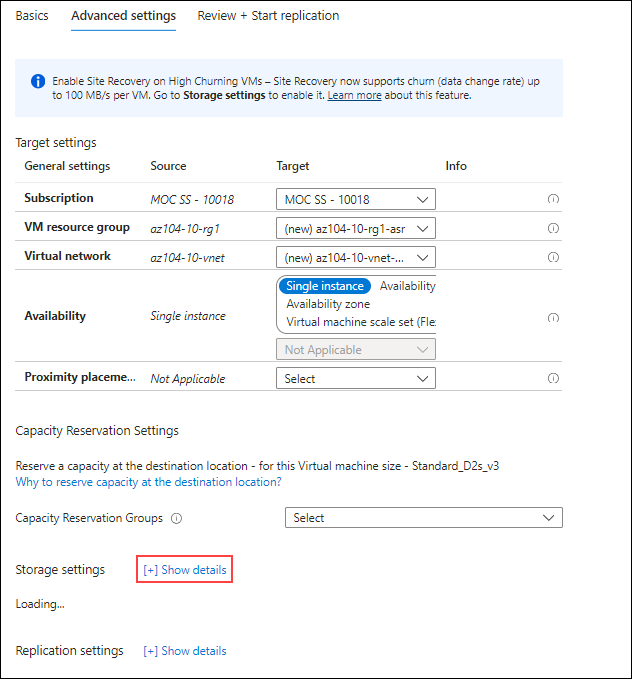 Basics Advanced settings Review + Start replication
Enable Site Recovery on High Churning VMs – Site Recovery now supports churn (data change rate) up
to 100 MB/s per VM. Go to Storage settings to enable it. Learn more about this feature.
Target settings
General settings Source Target Info
Subscription MOC SS - 10018 MOC SS - 10018
VM resource group az104-10-rg1 (new) az104-10-rg1-asr
Virtual network az104-10-vnet (new) az104-10-vnet-...
Single instance Availability
Availability zone
Availability Single instance
Virtual machine scale set (Fle
Not Applicable
Proximity placeme... Not Applicable Select
Capacity Reservation Settings
Reserve a capacity at the destination location - for this Virtual machine size - Standard_D2s_v3
Why to reserve capacity at the destination location?
Capacity Reservation Groups Select
Storage settings [+] Show details
Loading...
Replication settings [+] Show details